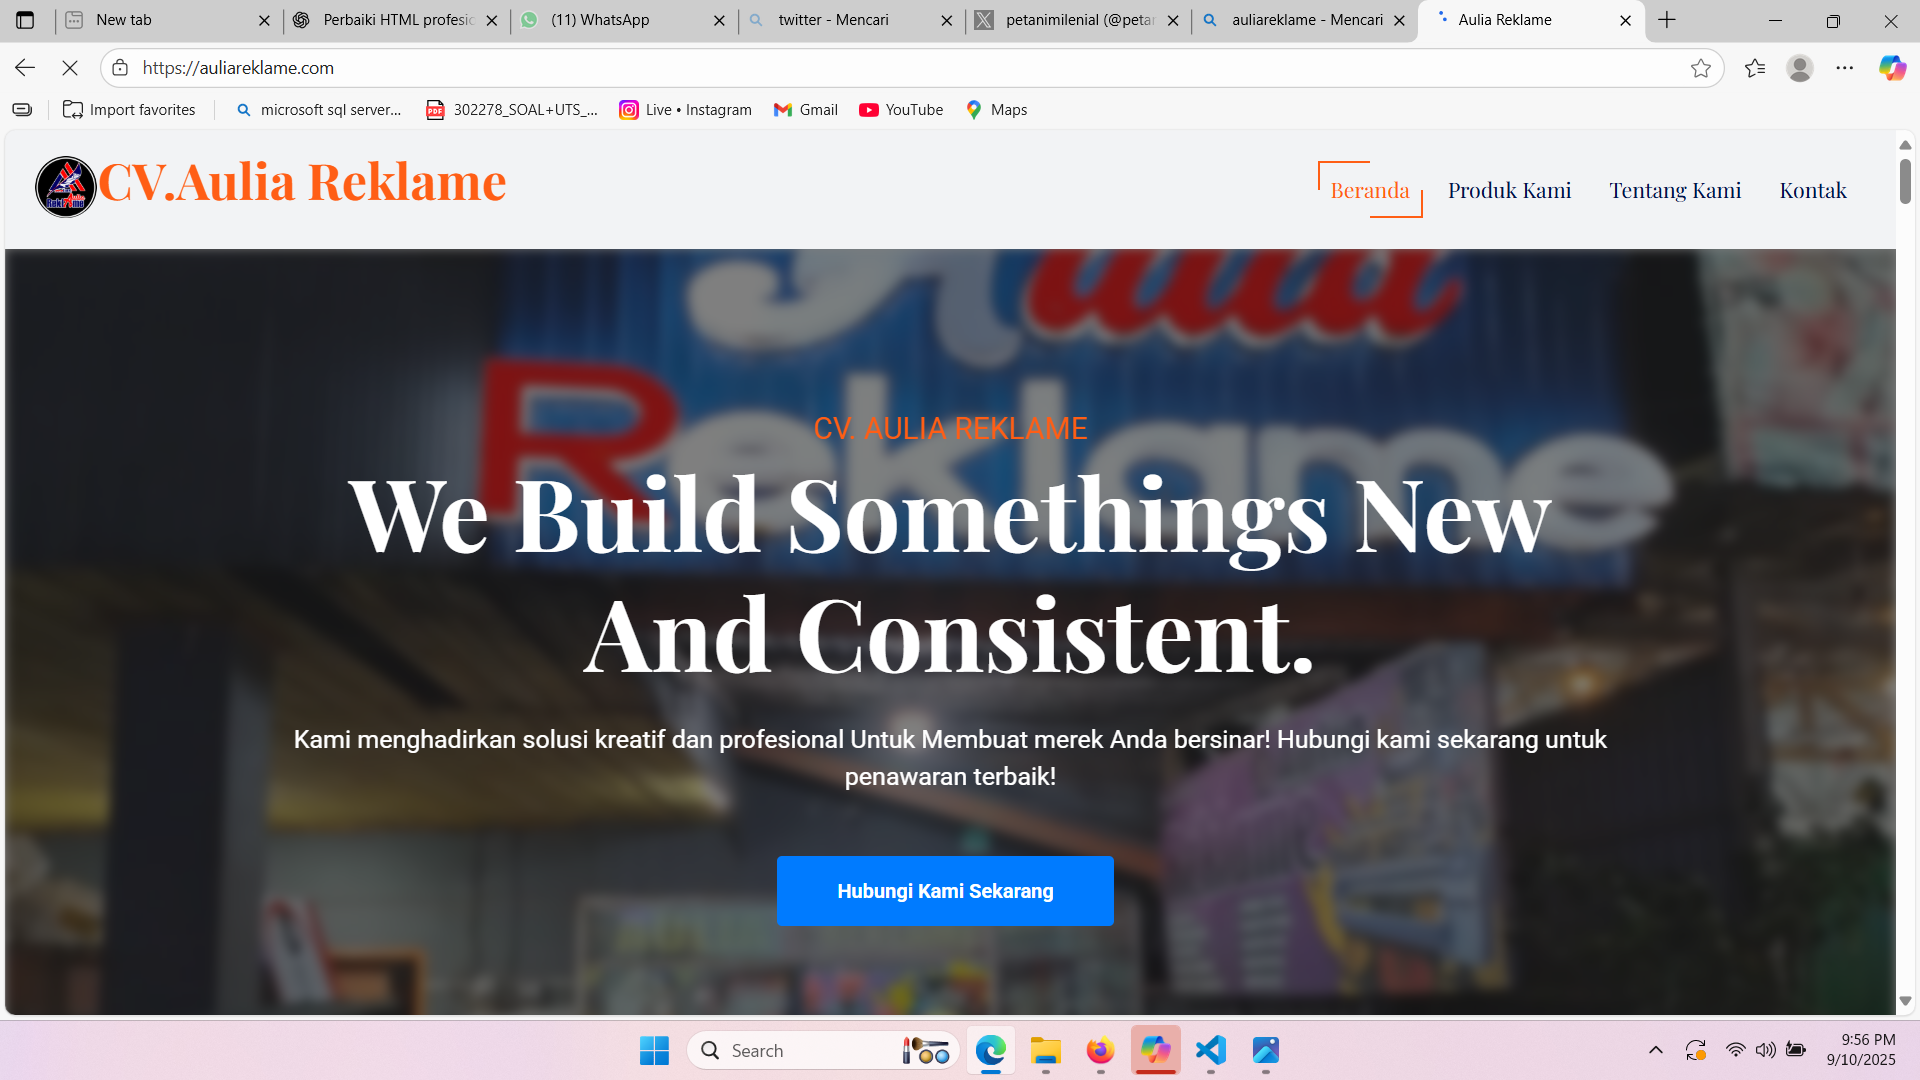 New tab
Perbaiki HTML profesic
(11) WhatsApp
twitter - Mencari
petanimilenial (@petar
auliareklame - Mencari
Aulia Reklame
https://auliareklame.com
Import favorites
microsoft sql server...
302278_SOAL+UTS_...
Live • Instagram
Gmail
YouTube
Maps
CV.Aulia Reklame
Beranda
Produk Kami
Tentang Kami
Kontak
Aulia
Reklame
CV. AULIA REKLAME
We Build Somethings New
And Consistent.
Kami menghadirkan solusi kreatif dan profesional Untuk Membuat merek Anda bersinar! Hubungi kami sekarang untuk
penawaran terbaik!
Hubungi Kami Sekarang
Search
9:56 PM
9/10/2025